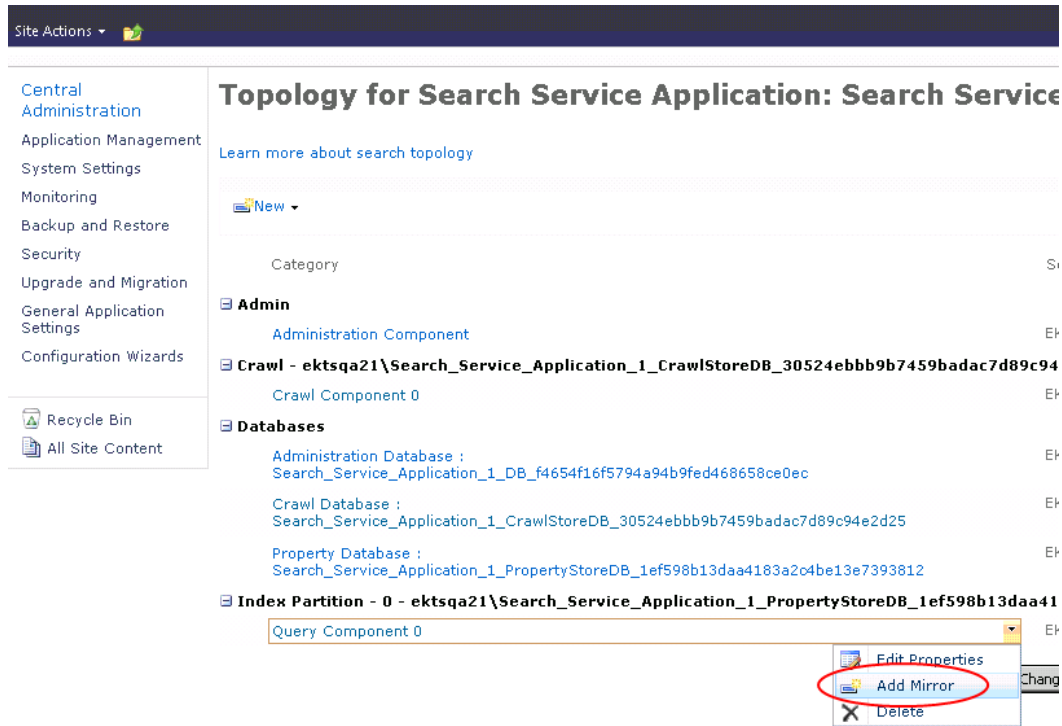 Site Actions
Central
Administration
Application Management
System Settings
Monitoring
Backup and Restore
Security
Upgrade and Migration
General Application
Settings
Configuration Wizards
Recycle Bin
All Site Content
Topology for Search Service Application: Search Service
Learn more about search topology
New
Category
Admin
Administration Component
Crawl - ektsqa21\Search_Service_Application_1_CrawlStoreDB_30524ebbb9b7459badac7d89c94
Crawl Component 0
Databases
Administration Database :
Search_Service_Application_1_DB_f4654f16f5794a94b9fed468658ce0ec
Crawl Database :
Search_Service_Application_1_CrawlStoreDB_30524ebbb9b7459badac7d89c94e2d25
Property Database :
Search_Service_Application_1_PropertyStoreDB_1ef598b13daa4183a2c4be13e7393812
Index Partition - 0 - ektsqa21\Search_Service_Application_1_PropertyStoreDB_1ef598b13daa41
Query Component 0
Edit Properties
Add Mirror
Delete